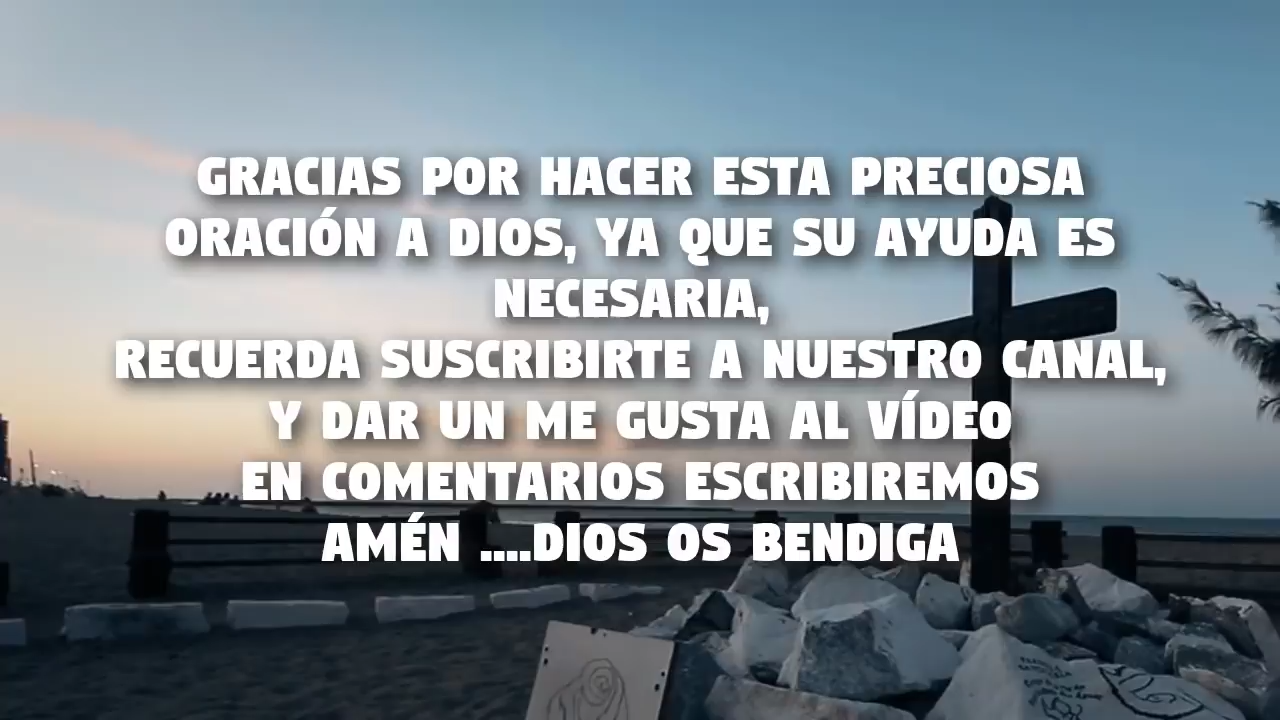 GRACIAS POR HACER ESTA PRECIOSA
ORACIÓN A DIOS, YA QUE SU AYUDA ES
NECESARIA,
RECUERDA SUSCRIBIRTE A NUESTRO CANAL,
Y DAR UN ME GUSTA AL VÍDEO
EN COMENTARIOS ESCRIBIREMOS
AMÉN ....DIOS OS BENDIGA